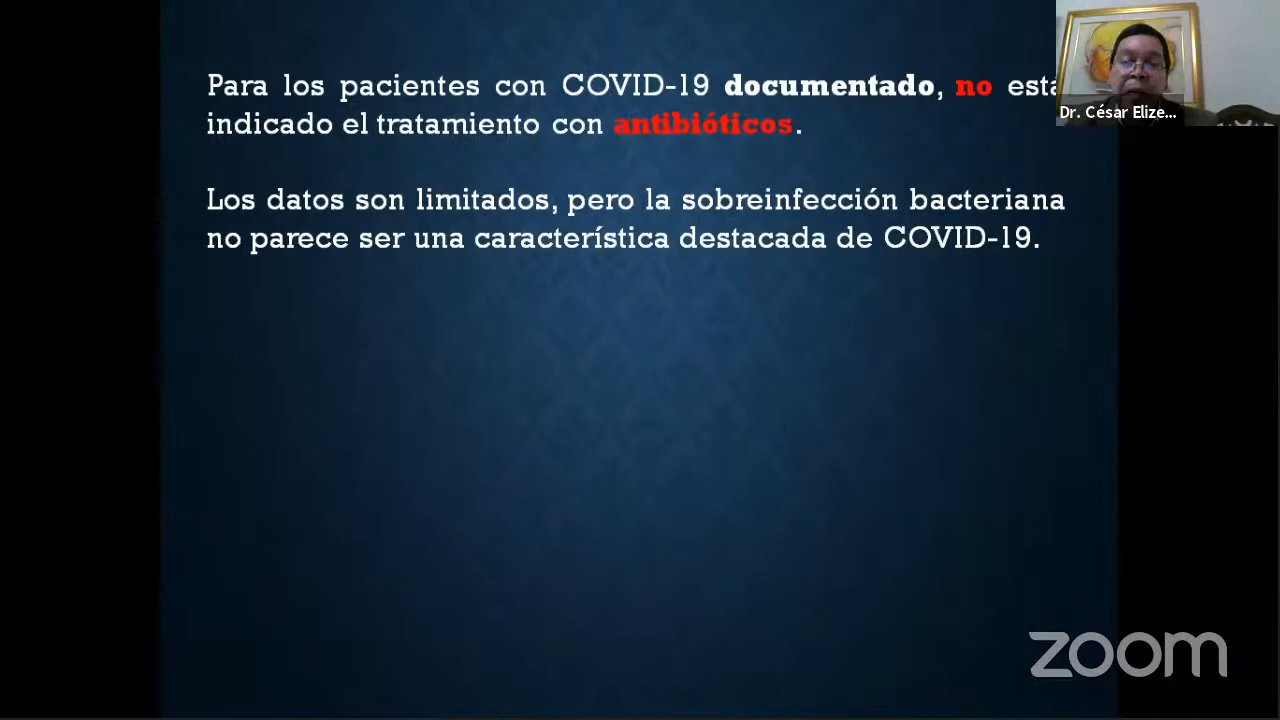 Para los pacientes con COVID-19 documentado, no está
indicado el tratamiento con antibióticos.
Los datos son limitados, pero la sobreinfección bacteriana
no parece ser una característica destacada de COVID-19.
Dr. César Elize...
zoom